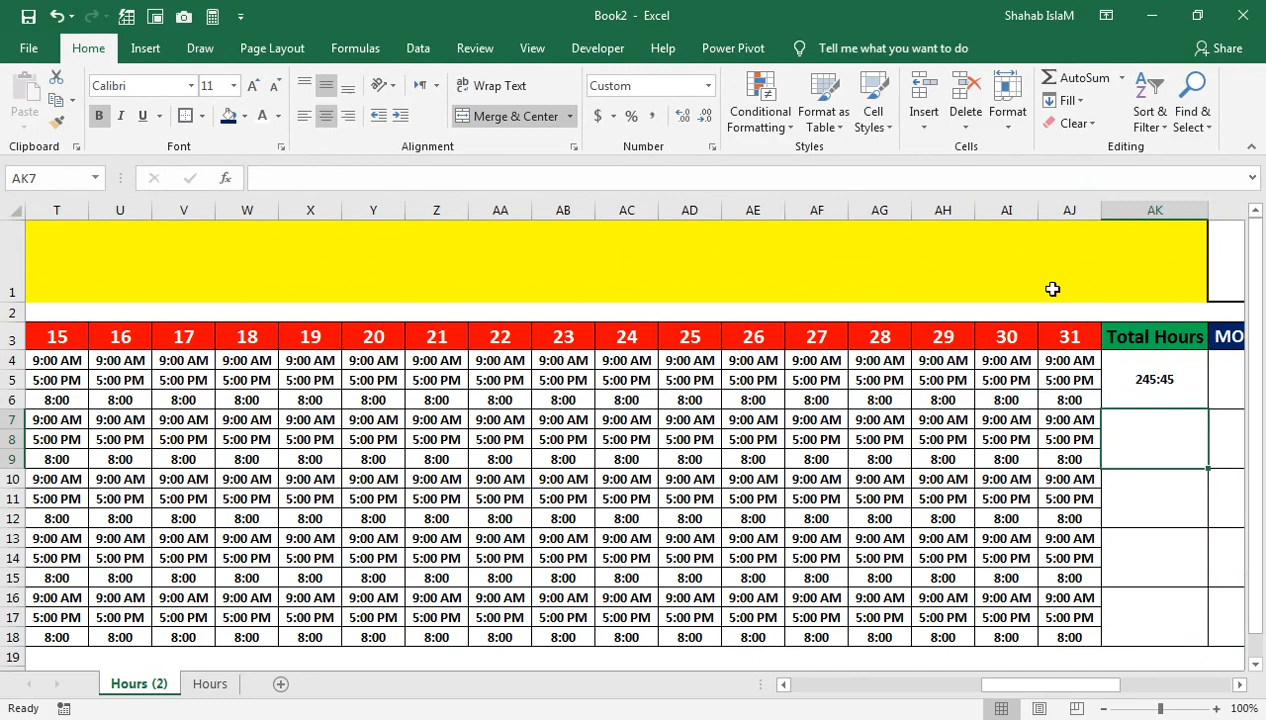 Book2 - Excel
Shahab IslaM
File Home Insert Draw Page Layout Formulas Data Review View Developer Help Power Pivot Tell me what you want to do Share
Paste
Calibri 11
B I U A
Wrap Text
Merge & Center
Custom
$ % ,
Conditional Formatting
Format as Table
Cell Styles
Insert
Delete
Format
AutoSum
Fill
Clear
Sort & Filter
Find & Select
Clipboard Font Alignment Number Styles Cells Editing
AK7 fx
T U V W X Y Z AA AB AC AD AE AF AG AH AI AJ AK
1
2
3 15 16 17 18 19 20 21 22 23 24 25 26 27 28 29 30 31 Total Hours MO
4 9:00 AM 9:00 AM 9:00 AM 9:00 AM 9:00 AM 9:00 AM 9:00 AM 9:00 AM 9:00 AM 9:00 AM 9:00 AM 9:00 AM 9:00 AM 9:00 AM 9:00 AM 9:00 AM 9:00 AM
5 5:00 PM 5:00 PM 5:00 PM 5:00 PM 5:00 PM 5:00 PM 5:00 PM 5:00 PM 5:00 PM 5:00 PM 5:00 PM 5:00 PM 5:00 PM 5:00 PM 5:00 PM 5:00 PM 5:00 PM 245:45
6 8:00 8:00 8:00 8:00 8:00 8:00 8:00 8:00 8:00 8:00 8:00 8:00 8:00 8:00 8:00 8:00 8:00
7 9:00 AM 9:00 AM 9:00 AM 9:00 AM 9:00 AM 9:00 AM 9:00 AM 9:00 AM 9:00 AM 9:00 AM 9:00 AM 9:00 AM 9:00 AM 9:00 AM 9:00 AM 9:00 AM 9:00 AM
8 5:00 PM 5:00 PM 5:00 PM 5:00 PM 5:00 PM 5:00 PM 5:00 PM 5:00 PM 5:00 PM 5:00 PM 5:00 PM 5:00 PM 5:00 PM 5:00 PM 5:00 PM 5:00 PM 5:00 PM
9 8:00 8:00 8:00 8:00 8:00 8:00 8:00 8:00 8:00 8:00 8:00 8:00 8:00 8:00 8:00 8:00 8:00
10 9:00 AM 9:00 AM 9:00 AM 9:00 AM 9:00 AM 9:00 AM 9:00 AM 9:00 AM 9:00 AM 9:00 AM 9:00 AM 9:00 AM 9:00 AM 9:00 AM 9:00 AM 9:00 AM 9:00 AM
11 5:00 PM 5:00 PM 5:00 PM 5:00 PM 5:00 PM 5:00 PM 5:00 PM 5:00 PM 5:00 PM 5:00 PM 5:00 PM 5:00 PM 5:00 PM 5:00 PM 5:00 PM 5:00 PM 5:00 PM
12 8:00 8:00 8:00 8:00 8:00 8:00 8:00 8:00 8:00 8:00 8:00 8:00 8:00 8:00 8:00 8:00 8:00
13 9:00 AM 9:00 AM 9:00 AM 9:00 AM 9:00 AM 9:00 AM 9:00 AM 9:00 AM 9:00 AM 9:00 AM 9:00 AM 9:00 AM 9:00 AM 9:00 AM 9:00 AM 9:00 AM 9:00 AM
14 5:00 PM 5:00 PM 5:00 PM 5:00 PM 5:00 PM 5:00 PM 5:00 PM 5:00 PM 5:00 PM 5:00 PM 5:00 PM 5:00 PM 5:00 PM 5:00 PM 5:00 PM 5:00 PM 5:00 PM
15 8:00 8:00 8:00 8:00 8:00 8:00 8:00 8:00 8:00 8:00 8:00 8:00 8:00 8:00 8:00 8:00 8:00
16 9:00 AM 9:00 AM 9:00 AM 9:00 AM 9:00 AM 9:00 AM 9:00 AM 9:00 AM 9:00 AM 9:00 AM 9:00 AM 9:00 AM 9:00 AM 9:00 AM 9:00 AM 9:00 AM 9:00 AM
17 5:00 PM 5:00 PM 5:00 PM 5:00 PM 5:00 PM 5:00 PM 5:00 PM 5:00 PM 5:00 PM 5:00 PM 5:00 PM 5:00 PM 5:00 PM 5:00 PM 5:00 PM 5:00 PM 5:00 PM
18 8:00 8:00 8:00 8:00 8:00 8:00 8:00 8:00 8:00 8:00 8:00 8:00 8:00 8:00 8:00 8:00 8:00
19
Hours (2) Hours
Ready 100%